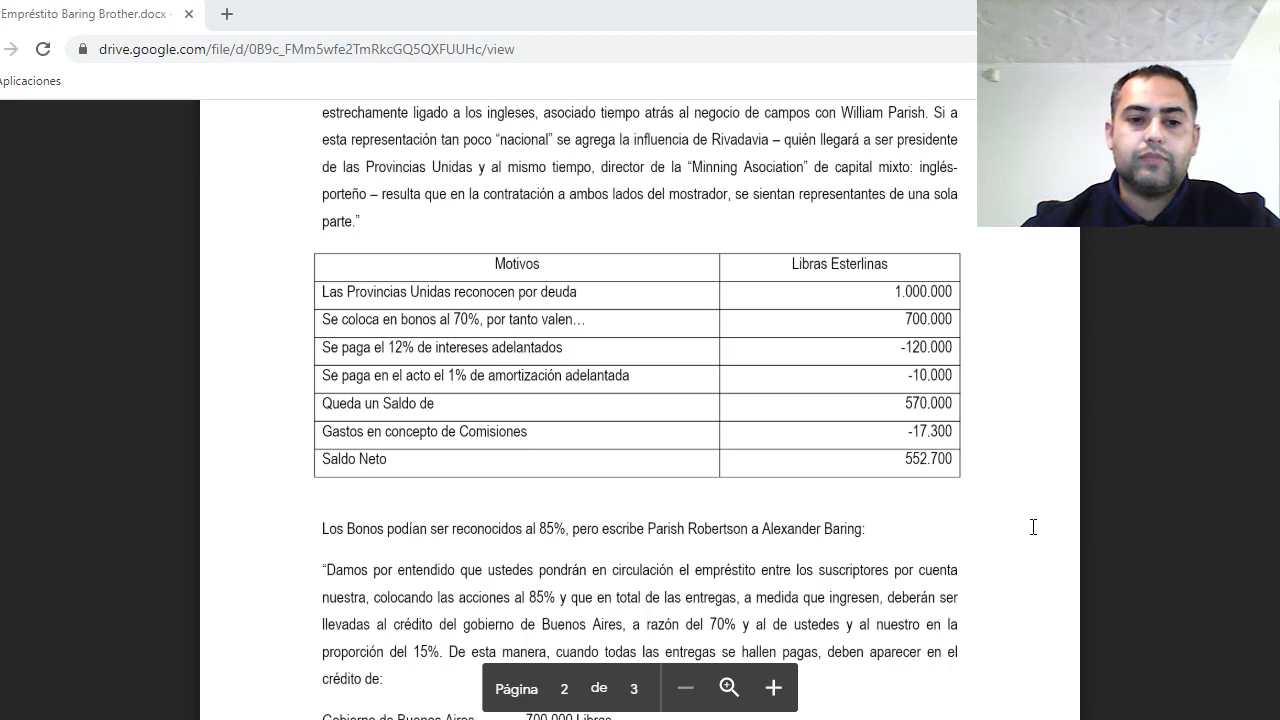 Empréstito Baring Brother.docx -
drive.google.com/file/d/0B9c_FMm5wfe2TmRkcGQ5QXFUUHc/view
Aplicaciones
estrechamente ligado a los ingleses, asociado tiempo atrás al negocio de campos con William Parish. Si a
esta representación tan poco “nacional” se agrega la influencia de Rivadavia – quién llegará a ser presidente
de las Provincias Unidas y al mismo tiempo, director de la “Minning Asociation” de capital mixto: inglés-
porteño – resulta que en la contratación a ambos lados del mostrador, se sientan representantes de una sola
parte.”
Motivos Libras Esterlinas
Las Provincias Unidas reconocen por deuda 1.000.000
Se coloca en bonos al 70%, por tanto valen… 700.000
Se paga el 12% de intereses adelantados -120.000
Se paga en el acto el 1% de amortización adelantada -10.000
Queda un Saldo de 570.000
Gastos en concepto de Comisiones -17.300
Saldo Neto 552.700
Los Bonos podían ser reconocidos al 85%, pero escribe Parish Robertson a Alexander Baring:
“Damos por entendido que ustedes pondrán en circulación el empréstito entre los suscriptores por cuenta
nuestra, colocando las acciones al 85% y que en total de las entregas, a medida que ingresen, deberán ser
llevadas al crédito del gobierno de Buenos Aires, a razón del 70% y al de ustedes y al nuestro en la
proporción del 15%. De esta manera, cuando todas las entregas se hallen pagas, deben aparecer en el
crédito de:
Página 2 de 3
Gobierno de Buenos Aires 700.000 Libras